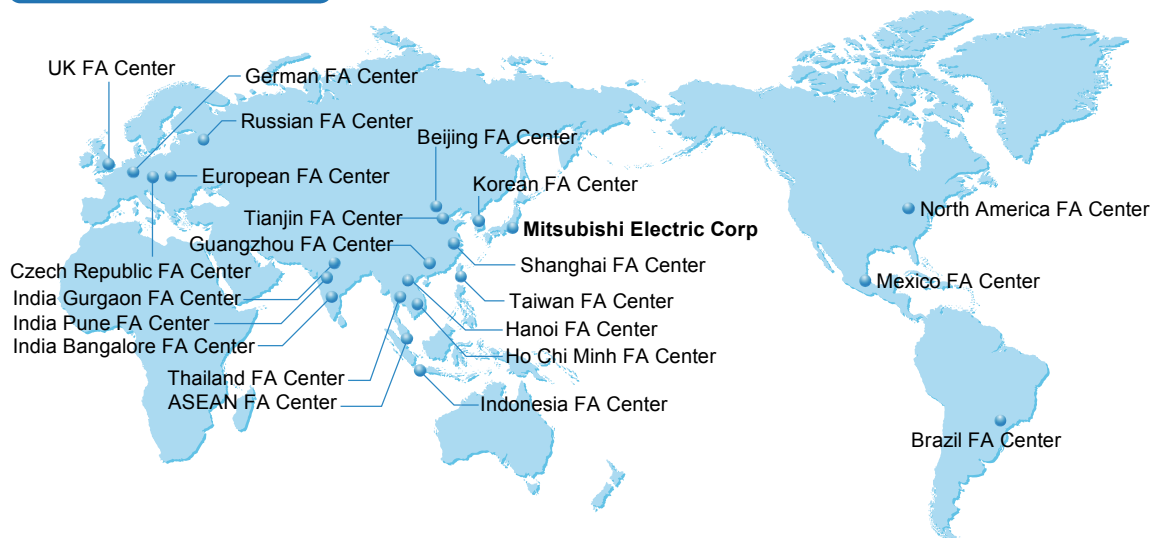 UK FA Center
German FA Center
Russian FA Center
Beijing FA Center
European FA Center
Korean FA Center
Tianjin FA Center
North America FA Center
Mitsubishi Electric Corp
Guangzhou FA Center
Shanghai FA Center
Czech Republic FA Center
Mexico FA Center
India Gurgaon FA Center
Taiwan FA Center
India Pune FA Center
Hanoi FA Center
India Bangalore FA Center
Ho Chi Minh FA Center
Thailand FA Center
ASEAN FA Center
Indonesia FA Center
Brazil FA Center